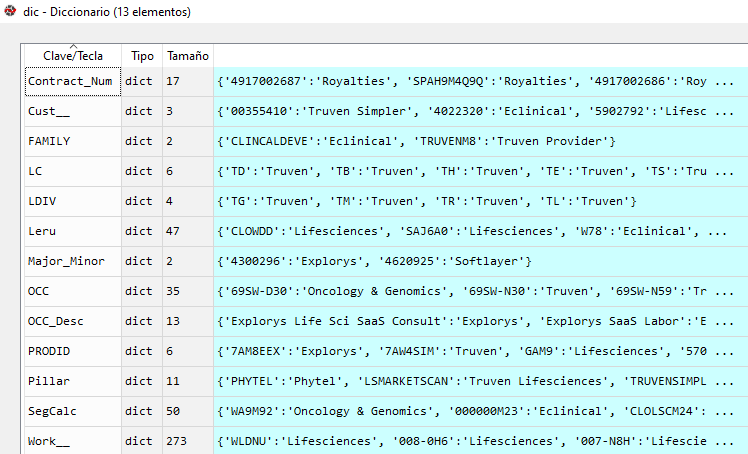 dic - Diccionario (13 elementos)
Clave/Tecla Tipo Tamaño
Contract_Num dict 17 {'4917002687':'Royalties', 'SPAH9M4Q9Q':'Royalties', '4917002686':'Roy ...
Cust__ dict 3 {'00355410':'Truven Simpler', '4022320':'Eclinical', '5902792':'Lifesc ...
FAMILY dict 2 {'CLINCALDEVE':'Eclinical', 'TRUVENM8':'Truven Provider'}
LC dict 6 {'TD':'Truven', 'TB':'Truven', 'TH':'Truven', 'TE':'Truven', 'TS':'Tru ...
LDIV dict 4 {'TG':'Truven', 'TM':'Truven', 'TR':'Truven', 'TL':'Truven'}
Leru dict 47 {'CLOWDD':'Lifesciences', 'SAJ6A0':'Lifesciences', 'W78':'Eclinical', ...
Major_Minor dict 2 {'4300296':'Explorys', '4620925':'Softlayer'}
OCC dict 35 {'69SW-D30':'Oncology & Genomics', '69SW-N30':'Truven', '69SW-N59':'Tr ...
OCC_Desc dict 13 {'Explorys Life Sci SaaS Consult':'Explorys', 'Explorys SaaS Labor':'E ...
PRODID dict 6 {'7AM8EEX':'Explorys', '7AW4SIM':'Truven', 'GAM9':'Lifesciences', '570 ...
Pillar dict 11 {'PHYTEL':'Phytel', 'LSMARKETSCAN':'Truven Lifesciences', 'TRUVENSIMPL ...
SegCalc dict 50 {'WA9M92':'Oncology & Genomics', '000000M23':'Eclinical', 'CLOLSCM24': ...
Work__ dict 273 {'WLDNU':'Lifesciences', '008-0H6':'Lifesciences', '007-N8H':'Lifescie ...